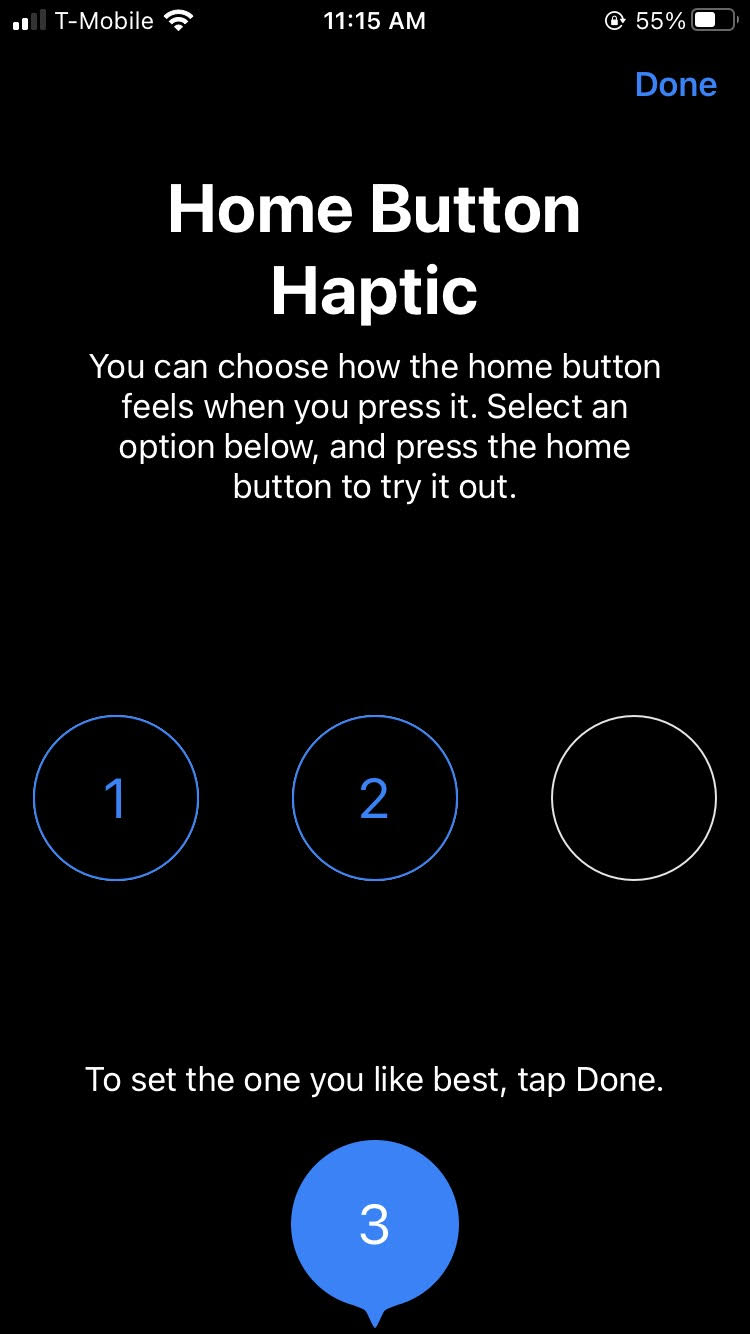 T-Mobile 11:15 AM 55%
Done
Home Button
Haptic
You can choose how the home button
feels when you press it. Select an
option below, and press the home
button to try it out.
1 2
To set the one you like best, tap Done.
3